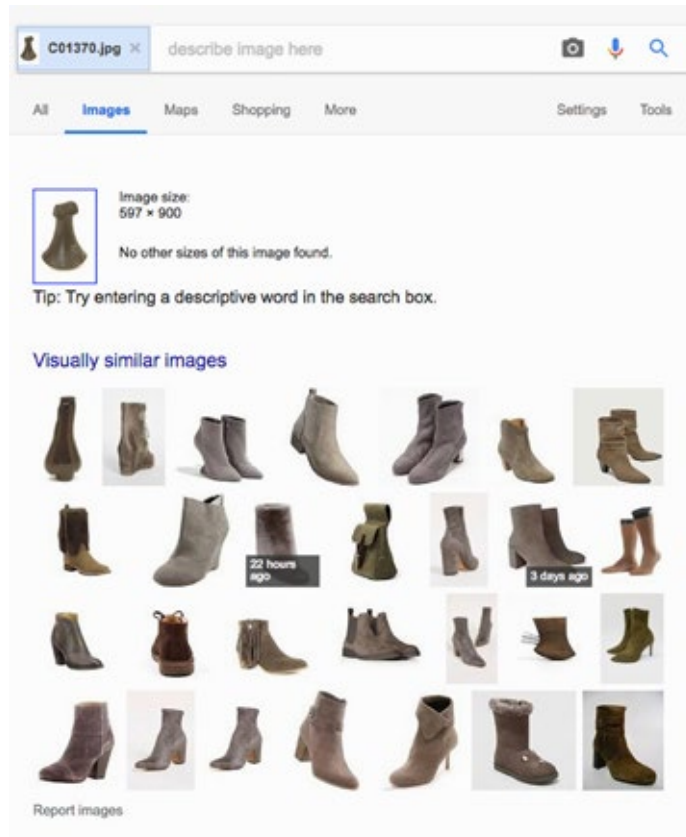 C01370.jpg × describe image here
All Images Maps Shopping More Settings Tools
Image size:
597 × 900
No other sizes of this image found.
Tip: Try entering a descriptive word in the search box.
Visually similar images
22 hours
ago
3 days ago
Report images